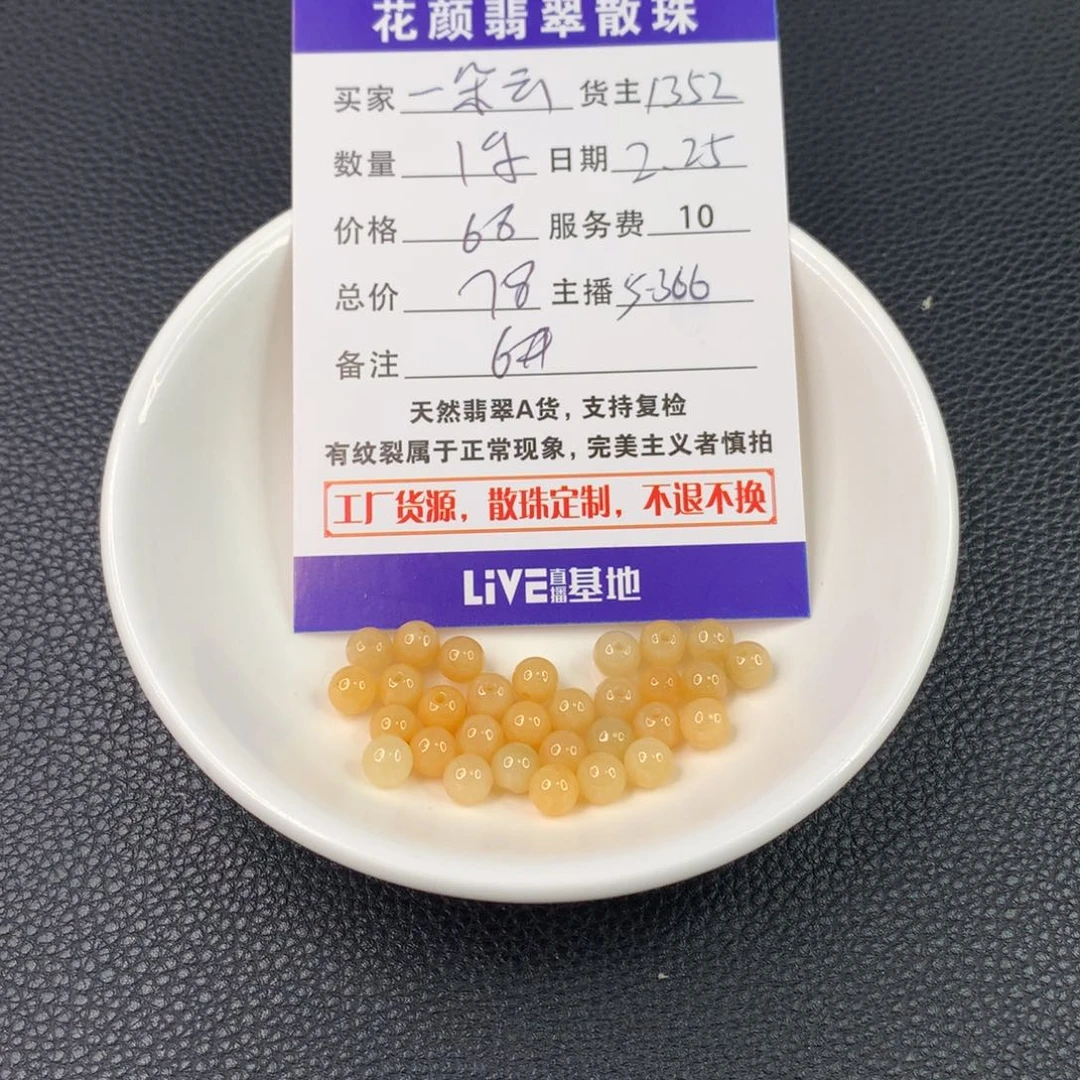 花颜翡翠散珠
买家 一朵云 货主 1352
数量 1份 日期 2.25
价格 68 服务费 10
总价 78 主播 5-366
备注 6#
天然翡翠A货，支持复检
有纹裂属于正常现象，完美主义者慎拍
工厂货源，散珠定制，不退不换
LiVE直播基地